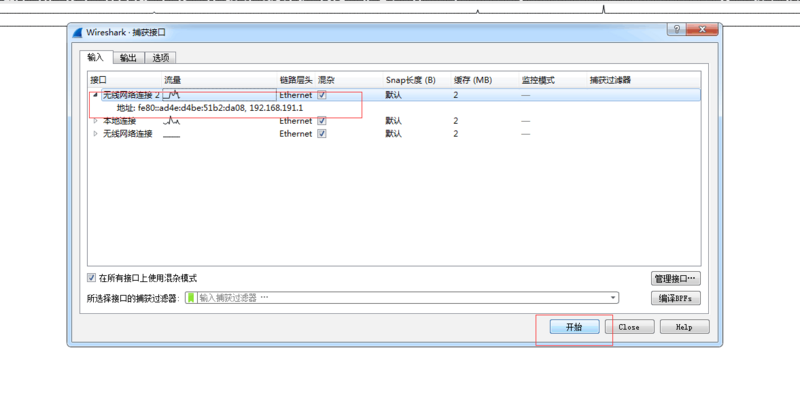 Wireshark · 捕获接口
输入 输出 选项
接口 流量 链路层头 混杂 Snap长度 (B) 缓存 (MB) 监控模式 捕获过滤器
无线网络连接 2 Ethernet 默认 2 —
地址: fe80::ad4e:d4be:51b2:da08, 192.168.191.1
本地连接 Ethernet 默认 2 —
无线网络连接 Ethernet 默认 2 —
在所有接口上使用混杂模式 管理接口…
所选择接口的捕获过滤器: 输入捕获过滤器 … 编译BPFs
开始 Close Help